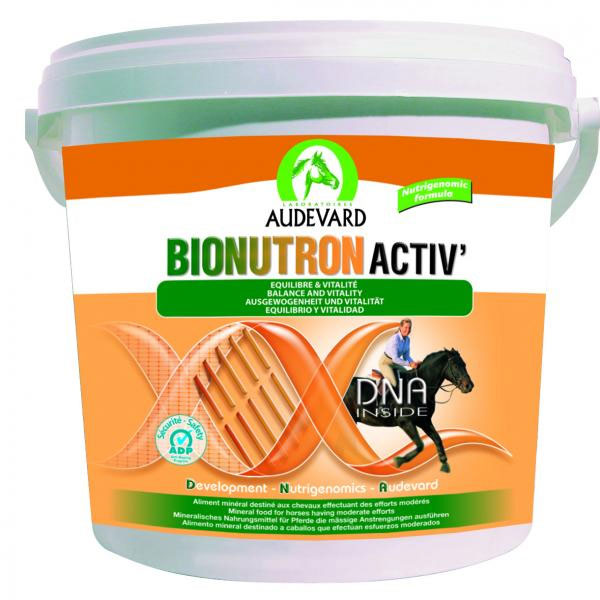 LABORATOIRES
AUDEVARD
Nutrigenomic
formula
BIONUTRON ACTIV'
EQUILIBRE & VITALITÉ
BALANCE AND VITALITY
AUSGEWOGENHEIT UND VITALITÄT
EQUILIBRIO Y VITALIDAD
DNA
INSIDE
Sécurité - Safety
ADP
Development - Nutrigenomics - Audevard
Aliment minéral destiné aux chevaux effectuant des efforts modérés
Mineral food for horses having moderate efforts
Mineralisches Nahrungsmittel für Pferde die mässige Anstrengungen ausführen
Alimento mineral destinado a caballos que efectúan esfuerzos moderados